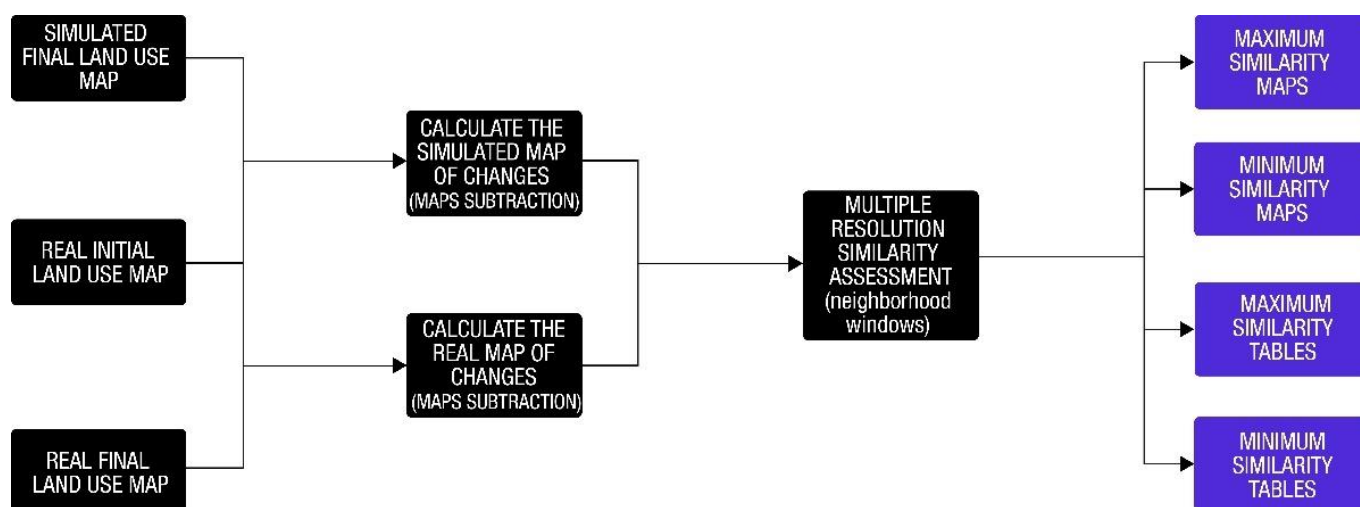 SIMULATED
FINAL LAND USE
MAP
REAL INITIAL
LAND USE MAP
REAL FINAL
LAND USE MAP
CALCULATE THE
SIMULATED MAP
OF CHANGES
(MAPS SUBTRACTION)
CALCULATE THE
REAL MAP OF
CHANGES
(MAPS SUBTRACTION)
MULTIPLE
RESOLUTION
SIMILARITY
ASSESSMENT
(neighborhood
windows)
MAXIMUM
SIMILARITY
MAPS
MINIMUM
SIMILARITY
MAPS
MAXIMUM
SIMILARITY
TABLES
MINIMUM
SIMILARITY
TABLES